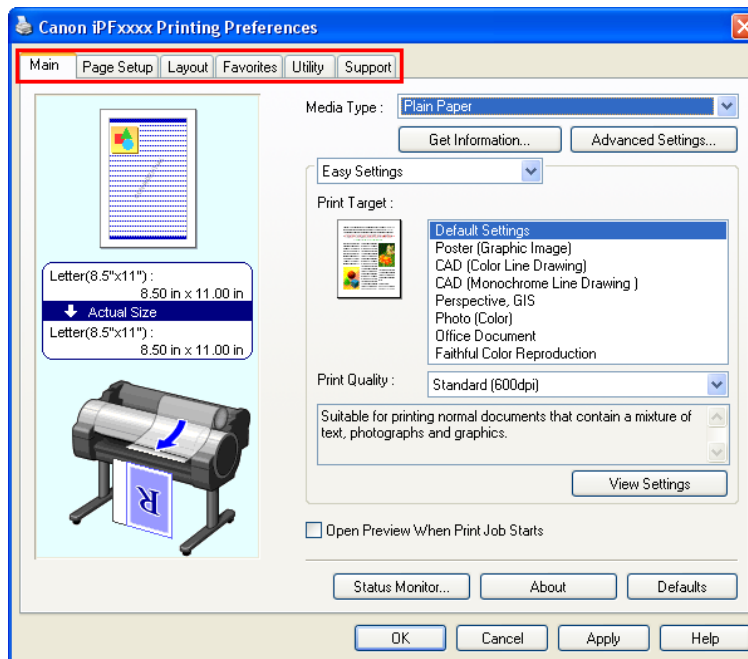 Canon iPFxxxx Printing Preferences
Main Page Setup Layout Favorites Utility Support
Media Type : Plain Paper
Get Information... Advanced Settings...
Easy Settings
Print Target :
Default Settings
Poster (Graphic Image)
CAD (Color Line Drawing)
CAD (Monochrome Line Drawing )
Perspective, GIS
Photo (Color)
Office Document
Faithful Color Reproduction
Letter(8.5"x11") :
8.50 in x 11.00 in
Actual Size
Letter(8.5"x11") :
8.50 in x 11.00 in
R
Print Quality : Standard (600dpi)
Suitable for printing normal documents that contain a mixture of
text, photographs and graphics.
View Settings
Open Preview When Print Job Starts
Status Monitor... About Defaults
OK Cancel Apply Help